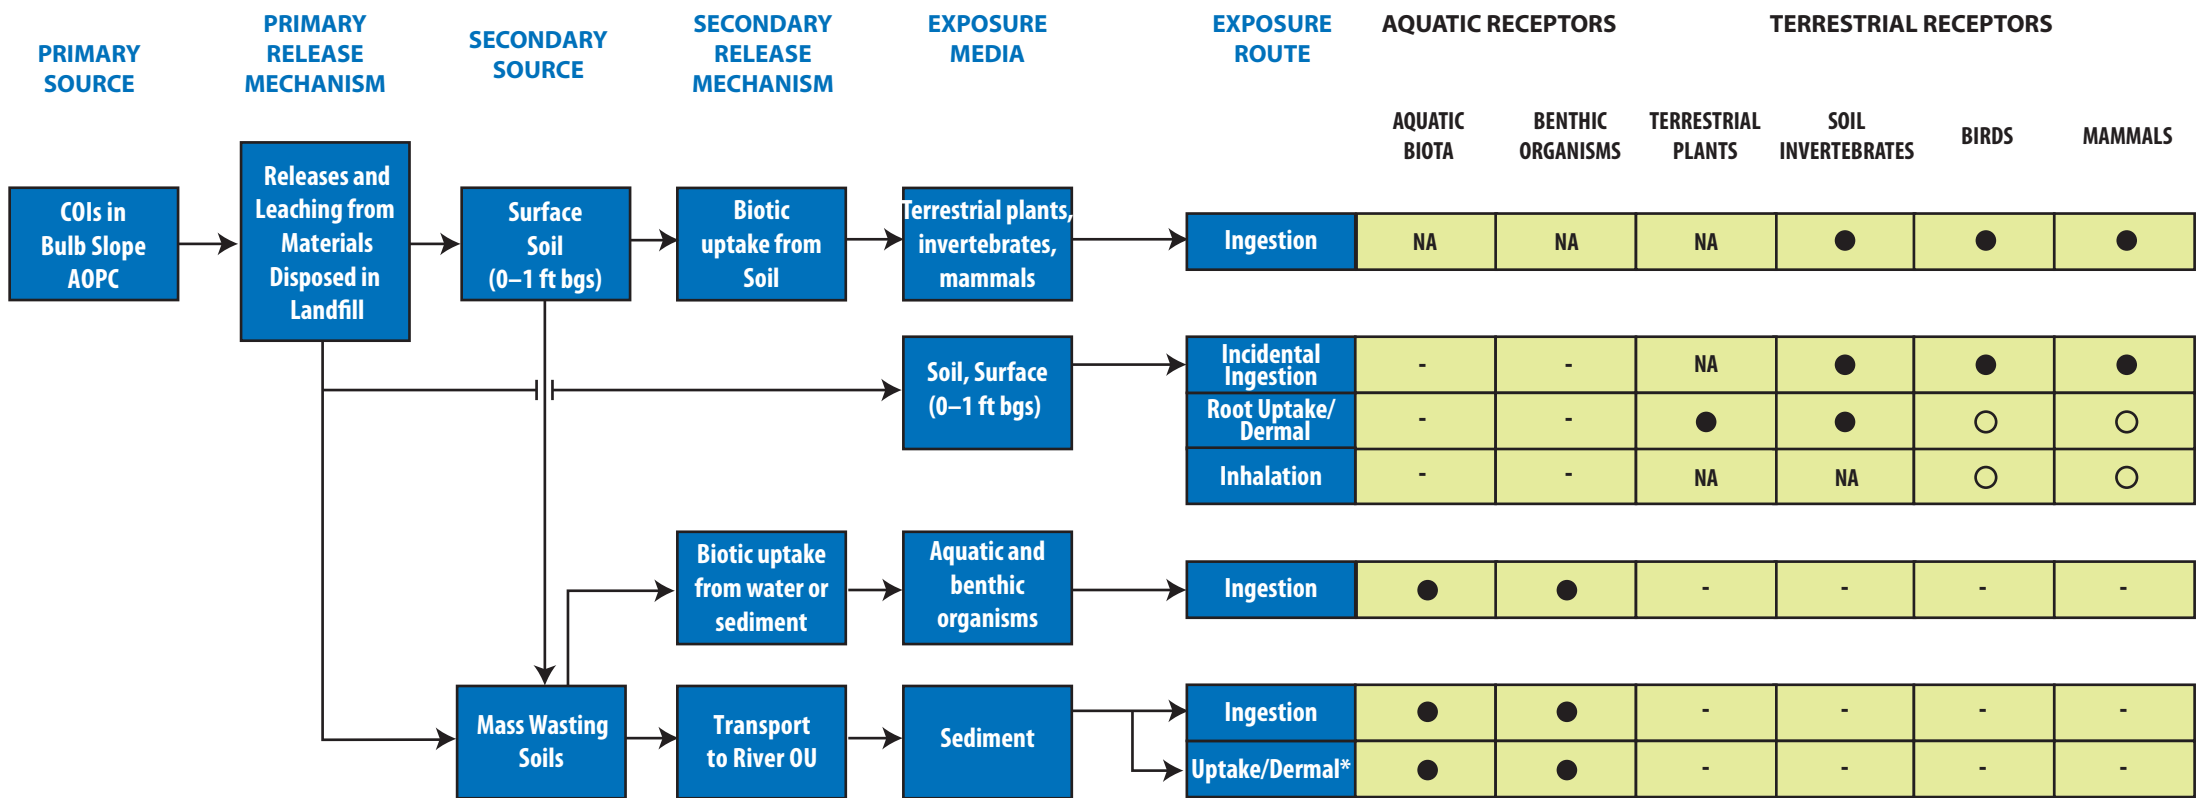 PRIMARY
SOURCE
PRIMARY
RELEASE
MECHANISM
SECONDARY
SOURCE
SECONDARY
RELEASE
MECHANISM
EXPOSURE
MEDIA
EXPOSURE
ROUTE
AQUATIC RECEPTORS
TERRESTRIAL RECEPTORS
AQUATIC
BIOTA
BENTHIC
ORGANISMS
TERRESTRIAL
PLANTS
SOIL
INVERTEBRATES
BIRDS
MAMMALS
COIs in
Bulb Slope
AOPC
Releases and
Leaching from
Materials
Disposed in
Landfill
Surface
Soil
(0–1 ft bgs)
Biotic
uptake from
Soil
Terrestrial plants,
invertebrates,
mammals
Ingestion
NA
NA
NA
●
●
●
Soil, Surface
(0–1 ft bgs)
Incidental
Ingestion
-
-
NA
●
●
●
Root Uptake/
Dermal
-
-
●
●
○
○
Inhalation
-
-
NA
NA
○
○
Biotic uptake
from water or
sediment
Aquatic and
benthic
organisms
Ingestion
●
●
-
-
-
-
Mass Wasting
Soils
Transport
to River OU
Sediment
Ingestion
●
●
-
-
-
-
Uptake/Dermal*
●
●
-
-
-
-